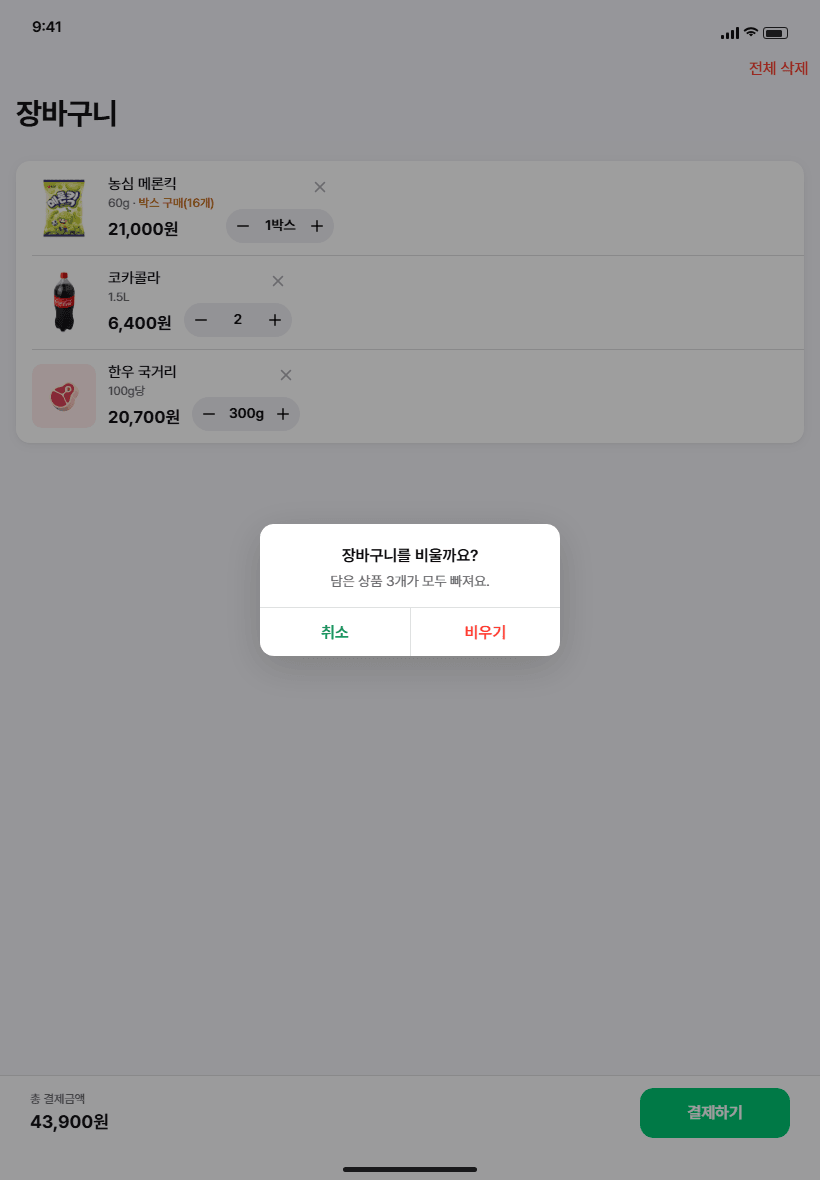 9:41
전체 삭제
장바구니
농심 메론킥
60g · 박스 구매(16개)
21,000원
1박스
코카콜라
1.5L
6,400원
2
한우 국거리
100g당
20,700원
300g
장바구니를 비울까요?
담은 상품 3개가 모두 빠져요.
취소
비우기
총 결제금액
43,900원
결제하기